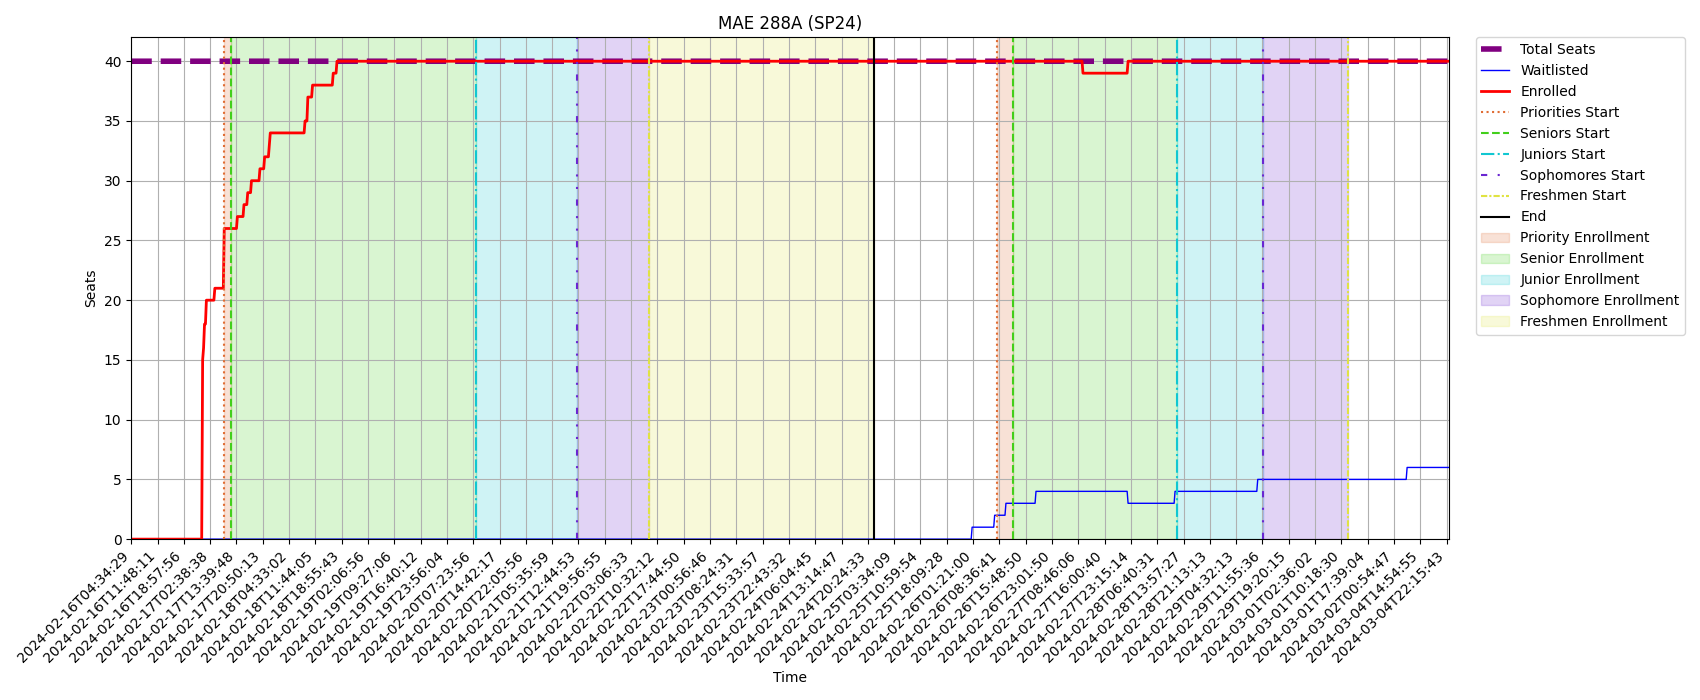 MAE 288A (SP24)
Seats
40
35
30
25
20
15
10
5
0
2024-02-16T04:34:29
2024-02-16T11:48:11
2024-02-16T18:57:56
2024-02-17T02:38:38
2024-02-17T13:39:48
2024-02-17T20:50:13
2024-02-18T04:33:02
2024-02-18T11:44:05
2024-02-18T18:55:43
2024-02-19T02:06:56
2024-02-19T09:27:06
2024-02-19T16:40:12
2024-02-19T23:56:04
2024-02-20T07:23:56
2024-02-20T14:42:17
2024-02-20T22:05:56
2024-02-21T05:35:59
2024-02-21T12:44:53
2024-02-21T19:56:55
2024-02-22T03:06:33
2024-02-22T10:32:12
2024-02-22T17:44:50
2024-02-23T00:56:46
2024-02-23T08:24:31
2024-02-23T15:33:57
2024-02-23T22:43:32
2024-02-24T06:04:45
2024-02-24T13:14:47
2024-02-24T20:24:33
2024-02-25T03:34:09
2024-02-25T10:59:54
2024-02-25T18:09:28
2024-02-26T01:21:00
2024-02-26T08:36:41
2024-02-26T15:48:50
2024-02-26T23:01:50
2024-02-27T08:46:06
2024-02-27T16:00:40
2024-02-27T23:15:14
2024-02-28T06:40:31
2024-02-28T13:57:27
2024-02-28T21:13:13
2024-02-29T04:32:13
2024-02-29T11:55:36
2024-02-29T19:20:15
2024-03-01T02:36:02
2024-03-01T10:18:30
2024-03-01T17:39:04
2024-03-02T00:54:47
2024-03-04T14:54:55
2024-03-04T22:15:43
Time
Total Seats
Waitlisted
Enrolled
Priorities Start
Seniors Start
Juniors Start
Sophomores Start
Freshmen Start
End
Priority Enrollment
Senior Enrollment
Junior Enrollment
Sophomore Enrollment
Freshmen Enrollment